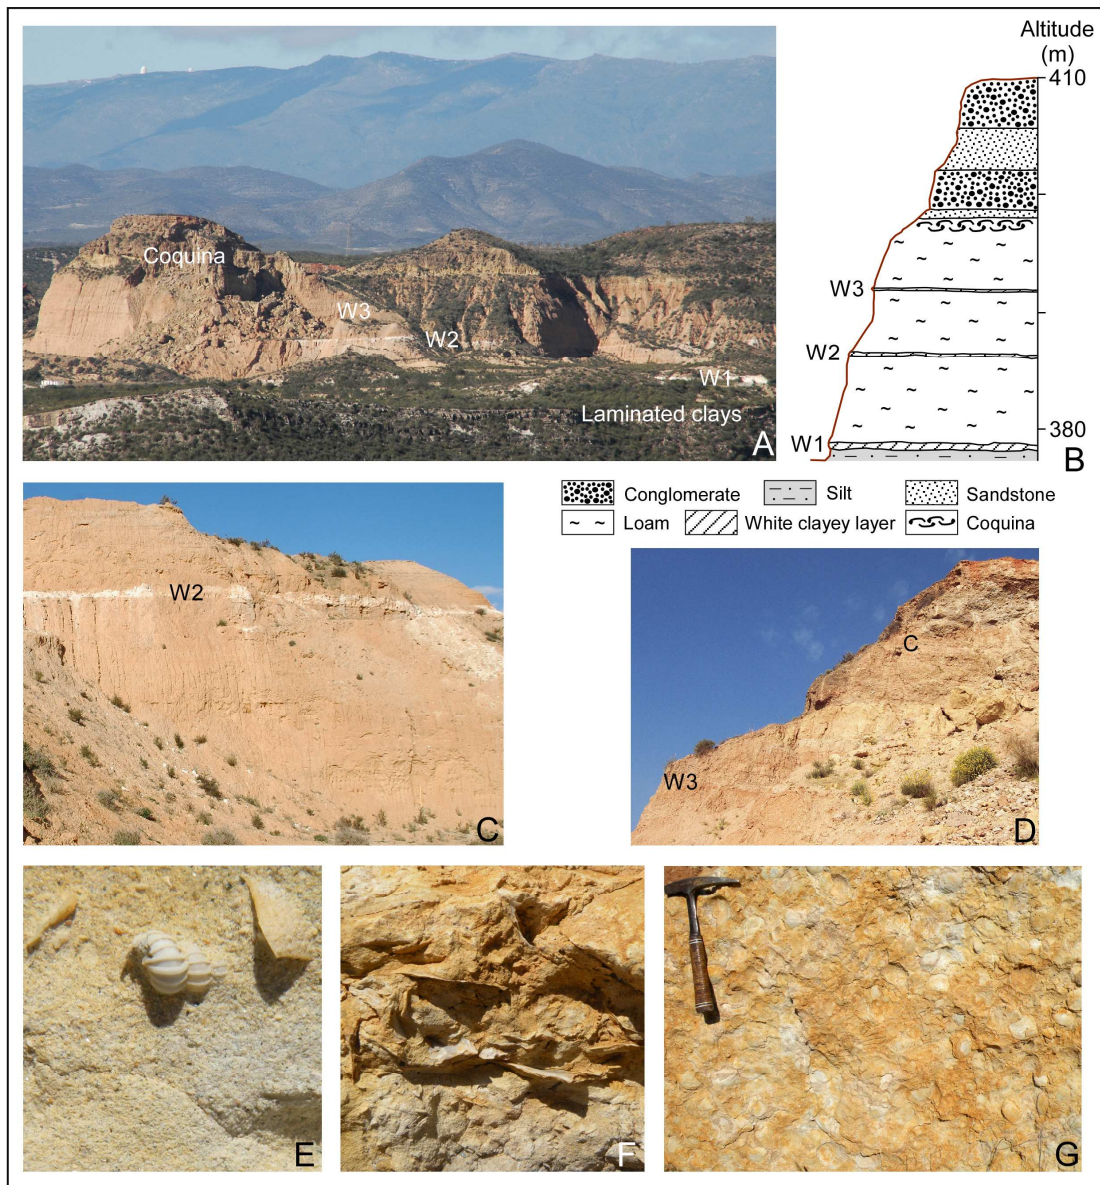 Altitude
(m)
410
Coquina
W3
W2
W1
Laminated clays
A
W3
W2
W1
380
B
Conglomerate
Silt
Sandstone
Loam
White clayey layer
Coquina
W2
C
C
W3
D
E
F
G